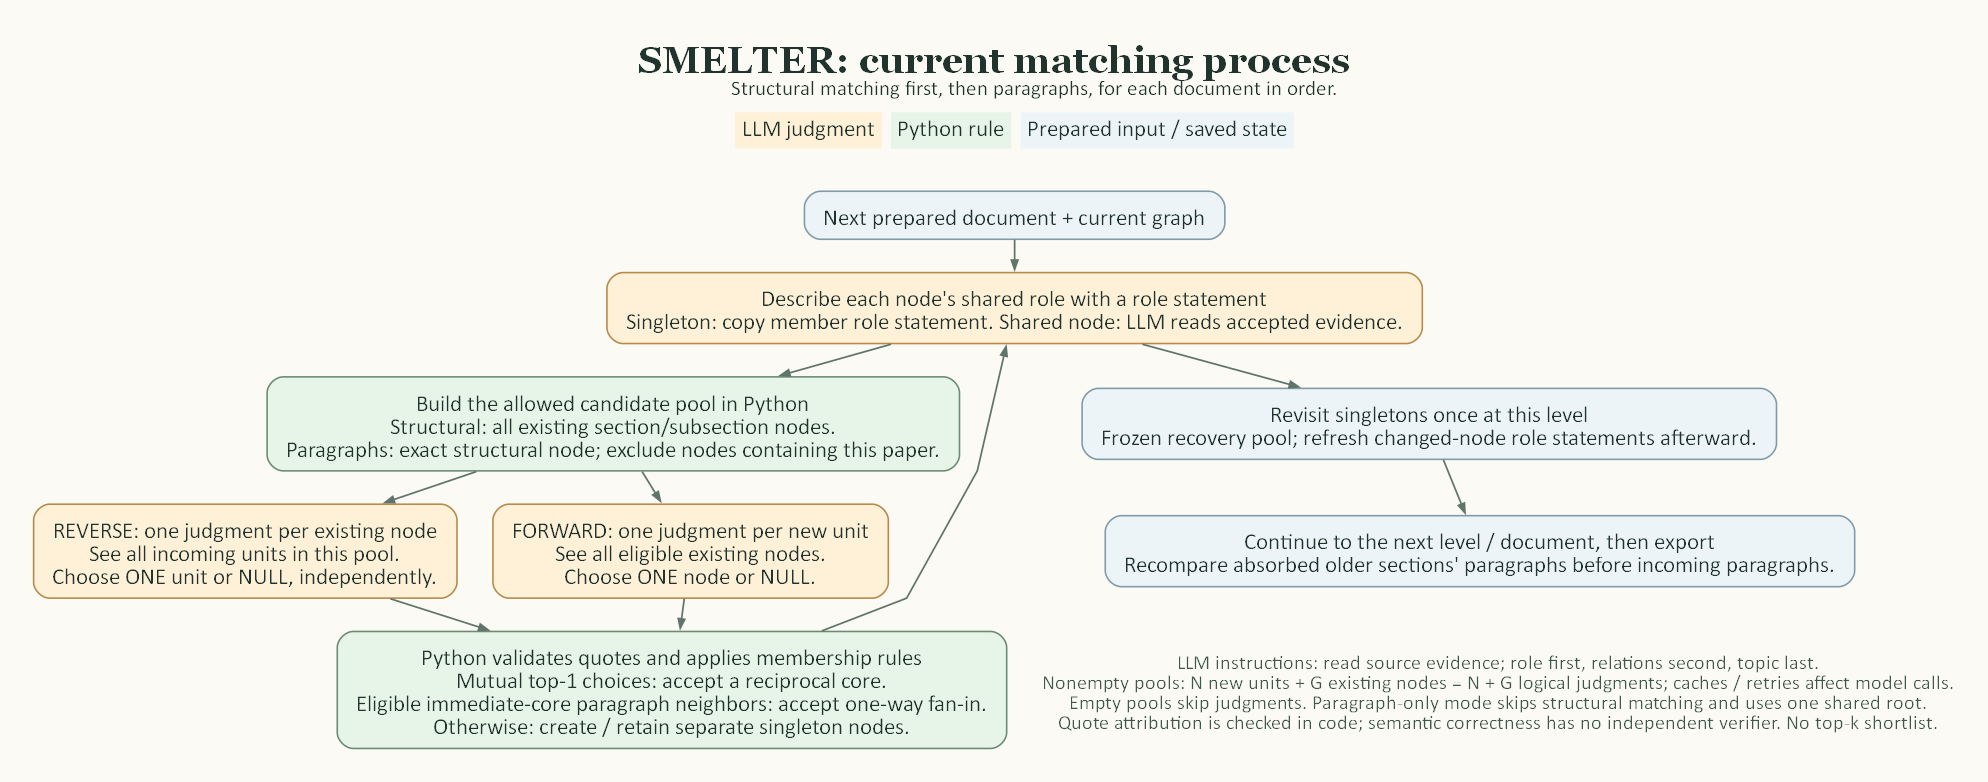 SMELTER: current matching process
Structural matching first, then paragraphs, for each document in order.
LLM judgment
Python rule
Prepared input / saved state
Next prepared document + current graph
Describe each node's shared role with a role statement
Singleton: copy member role statement. Shared node: LLM reads accepted evidence.
Build the allowed candidate pool in Python
Structural: all existing section/subsection nodes.
Paragraphs: exact structural node; exclude nodes containing this paper.
Revisit singletons once at this level
Frozen recovery pool; refresh changed-node role statements afterward.
REVERSE: one judgment per existing node
See all incoming units in this pool.
Choose ONE unit or NULL, independently.
FORWARD: one judgment per new unit
See all eligible existing nodes.
Choose ONE node or NULL.
Continue to the next level / document, then export
Recompare absorbed older sections' paragraphs before incoming paragraphs.
Python validates quotes and applies membership rules
Mutual top-1 choices: accept a reciprocal core.
Eligible immediate-core paragraph neighbors: accept one-way fan-in.
Otherwise: create / retain separate singleton nodes.
LLM instructions: read source evidence; role first, relations second, topic last.
Nonempty pools: N new units + G existing nodes = N + G logical judgments; caches / retries affect model calls.
Empty pools skip judgments. Paragraph-only mode skips structural matching and uses one shared root.
Quote attribution is checked in code; semantic correctness has no independent verifier. No top-k shortlist.